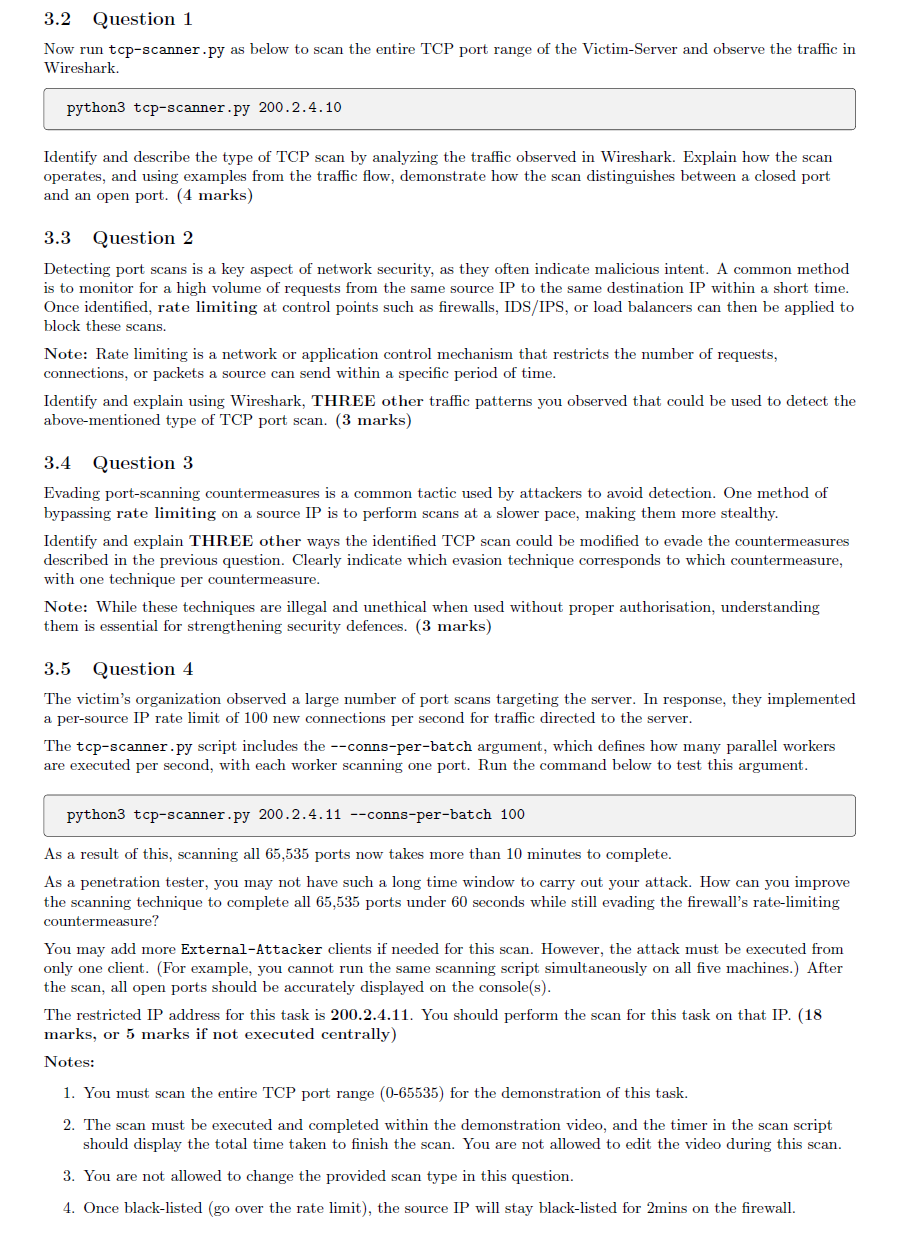 3.2 Question 1
Now run tcp-scanner.py as below to scan the entire TCP port range of the Victim-Server and observe the traffic in
Wireshark.
python3 tcp-scanner.py 200.2.4.10
Identify and describe the type of TCP scan by analyzing the traffic observed in Wireshark. Explain how the scan
operates, and using examples from the traffic flow, demonstrate how the scan distinguishes between a closed port
and an open port. (4 marks)
3.3 Question 2
Detecting port scans is a key aspect of network security, as they often indicate malicious intent. A common method
is to monitor for a high volume of requests from the same source IP to the same destination IP within a short time.
Once identified, rate limiting at control points such as firewalls, IDS/IPS, or load balancers can then be applied to
block these scans.
Note: Rate limiting is a network or application control mechanism that restricts the number of requests,
connections, or packets a source can send within a specific period of time.
Identify and explain using Wireshark, THREE other traffic patterns you observed that could be used to detect the
above-mentioned type of TCP port scan. (3 marks)
3.4 Question 3
Evading port-scanning countermeasures is a common tactic used by attackers to avoid detection. One method of
bypassing rate limiting on a source IP is to perform scans at a slower pace, making them more stealthy.
Identify and explain THREE other ways the identified TCP scan could be modified to evade the countermeasures
described in the previous question. Clearly indicate which evasion technique corresponds to which countermeasure,
with one technique per countermeasure.
Note: While these techniques are illegal and unethical when used without proper authorisation, understanding
them is essential for strengthening security defences. (3 marks)
3.5 Question 4
The victim's organization observed a large number of port scans targeting the server. In response, they implemented
a per-source IP rate limit of 100 new connections per second for traffic directed to the server.
The tcp-scanner.py script includes the --conns-per-batch argument, which defines how many parallel workers
are executed per second, with each worker scanning one port. Run the command below to test this argument.
python3 tcp-scanner.py 200.2.4.11 --conns-per-batch 100
As a result of this, scanning all 65,535 ports now takes more than 10 minutes to complete.
As a penetration tester, you may not have such a long time window to carry out your attack. How can you improve
the scanning technique to complete all 65,535 ports under 60 seconds while still evading the firewall's rate-limiting
countermeasure?
You may add more External-Attacker clients if needed for this scan. However, the attack must be executed from
only one client. (For example, you cannot run the same scanning script simultaneously on all five machines.) After
the scan, all open ports should be accurately displayed on the console(s).
The restricted IP address for this task is 200.2.4.11. You should perform the scan for this task on that IP. (18
marks, or 5 marks if not executed centrally)
Notes:
1. You must scan the entire TCP port range (0-65535) for the demonstration of this task.
2. The scan must be executed and completed within the demonstration video, and the timer in the scan script
should display the total time taken to finish the scan. You are not allowed to edit the video during this scan.
3. You are not allowed to change the provided scan type in this question.
4. Once black-listed (go over the rate limit), the source IP will stay black-listed for 2mins on the firewall.